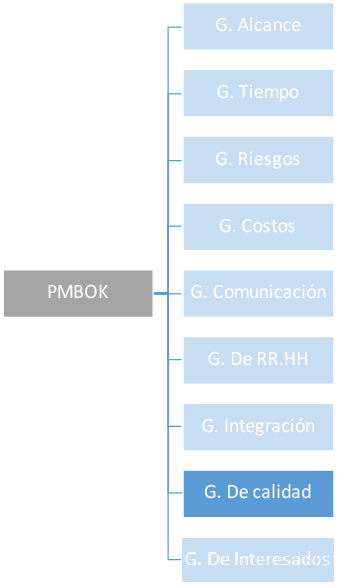 G. Alcance
G. Tiempo
G. Riesgos
G. Costos
PMBOK
G. Comunicación
G. De RR.HH
G. Integración
G. De calidad
G. De Interesados